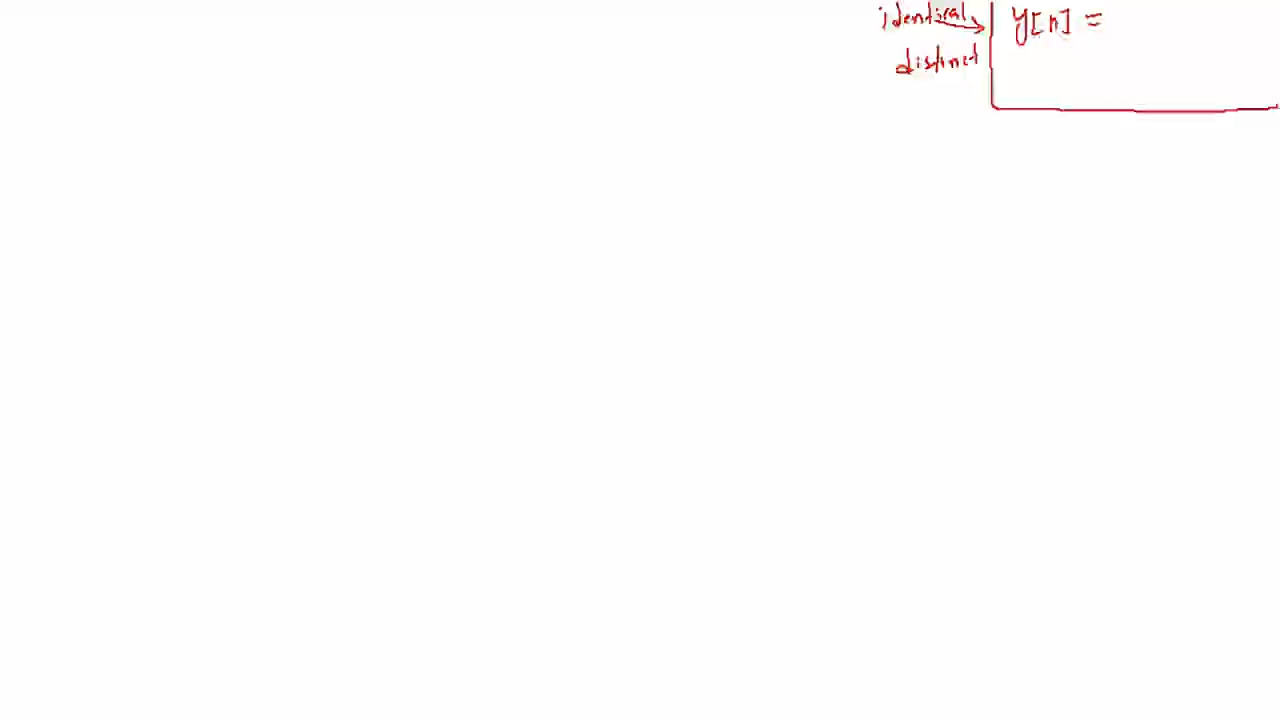 identical y[n] =
distinct